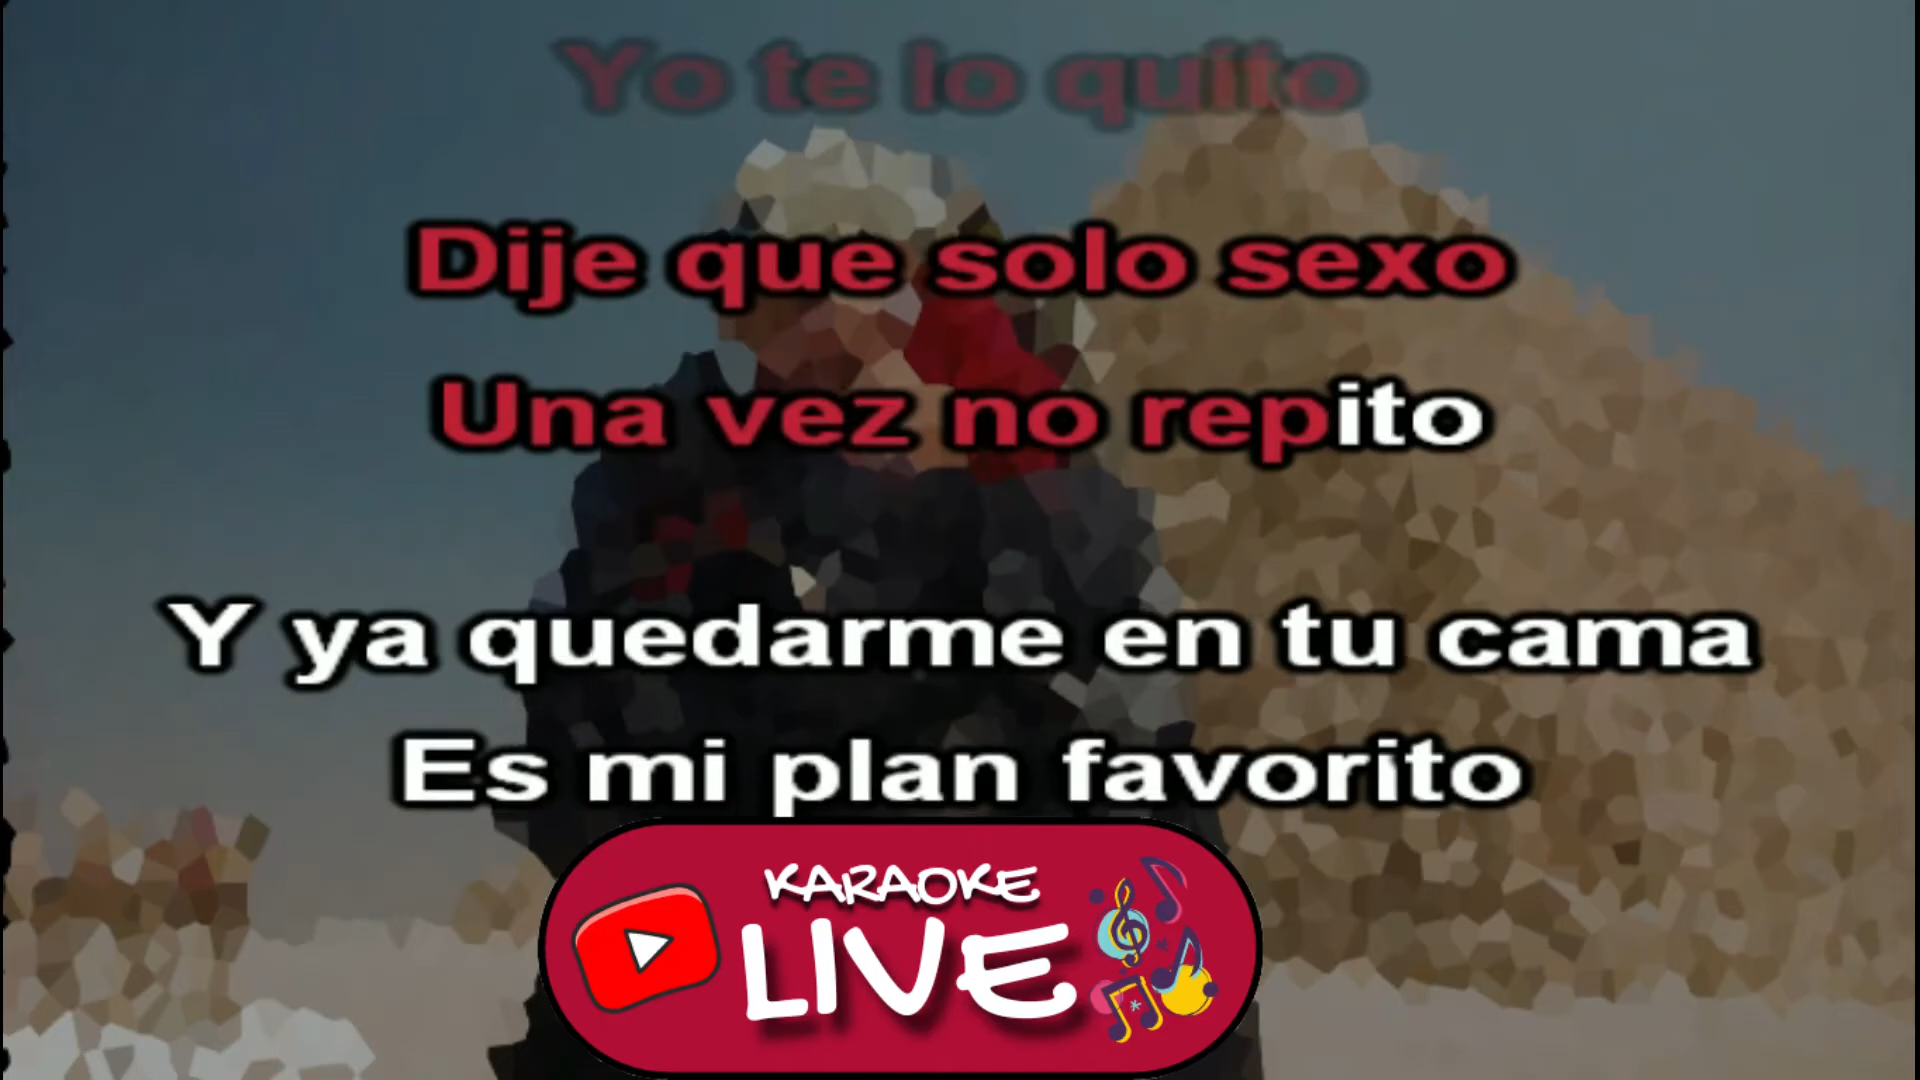 Yo te lo quito
Dije que solo sexo
Una vez no repito
Y ya quedarme en tu cama
Es mi plan favorito
KARAOKE
LIVE